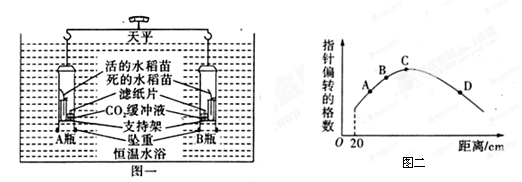 天平
活的水稻苗
死的水稻苗
滤纸片
CO₂缓冲液
支持架
A瓶 坠重 B瓶
恒温水浴
图一
指针偏转的格数
A
B
C
D
O 20 距离/cm
图二